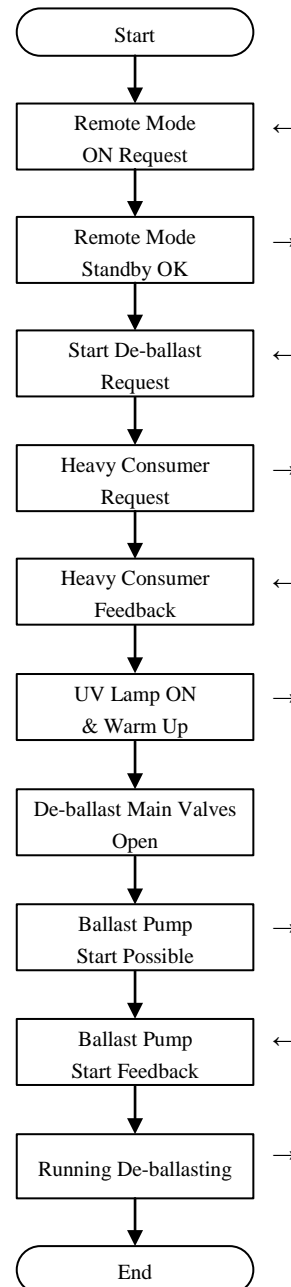 Start
Remote Mode
ON Request
←
Remote Mode
Standby OK
→
Start De-ballast
Request
←
Heavy Consumer
Request
→
Heavy Consumer
Feedback
←
UV Lamp ON
& Warm Up
→
De-ballast Main Valves
Open
Ballast Pump
Start Possible
→
Ballast Pump
Start Feedback
←
Running De-ballasting
→
End